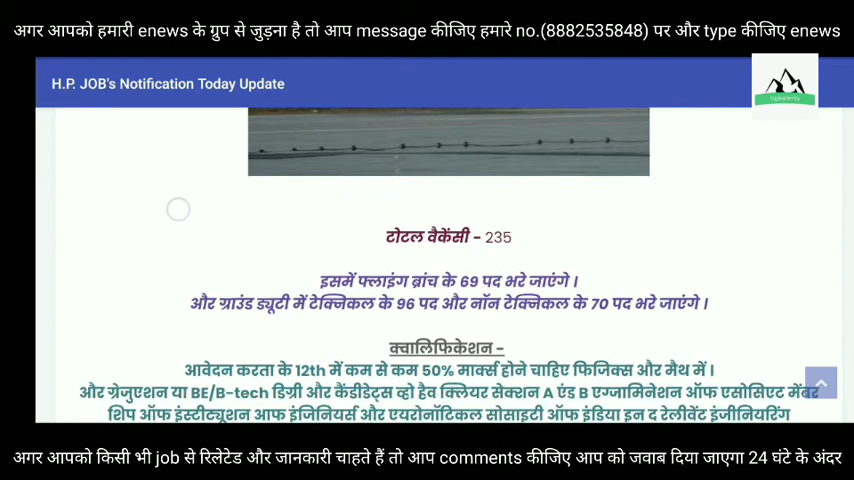 अगर आपको हमारी enews के ग्रुप से जुड़ना है तो आप message कीजिए हमारे no.(8882535848) पर और type कीजिए enews
H.P. JOB's Notification Today Update
टोटल वैकेंसी - 235
इसमें फ्लाइंग ब्रांच के 69 पद भरे जाएंगे ।
और ग्राउंड ड्यूटी में टेक्निकल के 96 पद और नॉन टेक्निकल के 70 पद भरे जाएंगे ।
क्वालिफिकेशन -
आवेदन करता के 12th में कम से कम 50% मार्क्स होने चाहिए फिजिक्स और मैथ में ।
और ग्रेजुएशन या BE/B-tech डिग्री और कैंडीडेट्स व्हो हैव क्लियर सेक्शन A एंड B एग्जामिनेशन ऑफ एसोसिएट मेंबर
शिप ऑफ इंस्टीट्यूशन आफ इंजिनियर्स और एयरोनॉटिकल सोसाइटी ऑफ इंडिया इन द रेलीवेंट इंजीनियरिंग
अगर आपको किसी भी job से रिलेटेड और जानकारी चाहते हैं तो आप comments कीजिए आप को जवाब दिया जाएगा 24 घंटे के अंदर